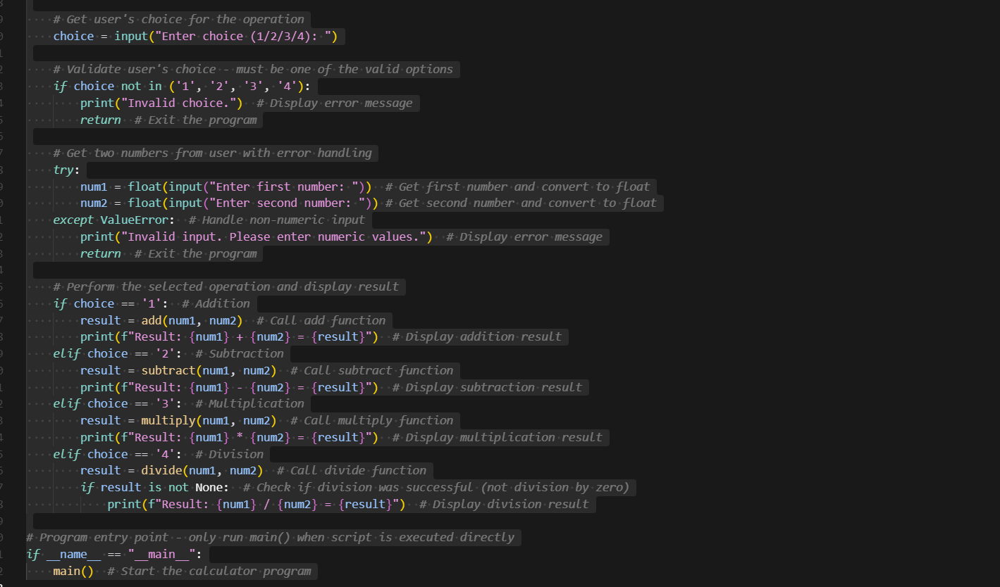 # Get user's choice for the operation
    choice = input("Enter choice (1/2/3/4): ")

    # Validate user's choice - must be one of the valid options
    if choice not in ('1', '2', '3', '4'):
        print("Invalid choice.")  # Display error message
        return  # Exit the program

    # Get two numbers from user with error handling
    try:
        num1 = float(input("Enter first number: "))  # Get first number and convert to float
        num2 = float(input("Enter second number: ")) # Get second number and convert to float
    except ValueError:  # Handle non-numeric input
        print("Invalid input. Please enter numeric values.")  # Display error message
        return  # Exit the program

    # Perform the selected operation and display result
    if choice == '1':  # Addition
        result = add(num1, num2)  # Call add function
        print(f"Result: {num1} + {num2} = {result}")  # Display addition result
    elif choice == '2':  # Subtraction
        result = subtract(num1, num2)  # Call subtract function
        print(f"Result: {num1} - {num2} = {result}")  # Display subtraction result
    elif choice == '3':  # Multiplication
        result = multiply(num1, num2)  # Call multiply function
        print(f"Result: {num1} * {num2} = {result}")  # Display multiplication result
    elif choice == '4':  # Division
        result = divide(num1, num2)  # Call divide function
        if result is not None:  # Check if division was successful (not division by zero)
            print(f"Result: {num1} / {num2} = {result}")  # Display division result

# Program entry point - only run main() when script is executed directly
if __name__ == "__main__":
    main()  # Start the calculator program